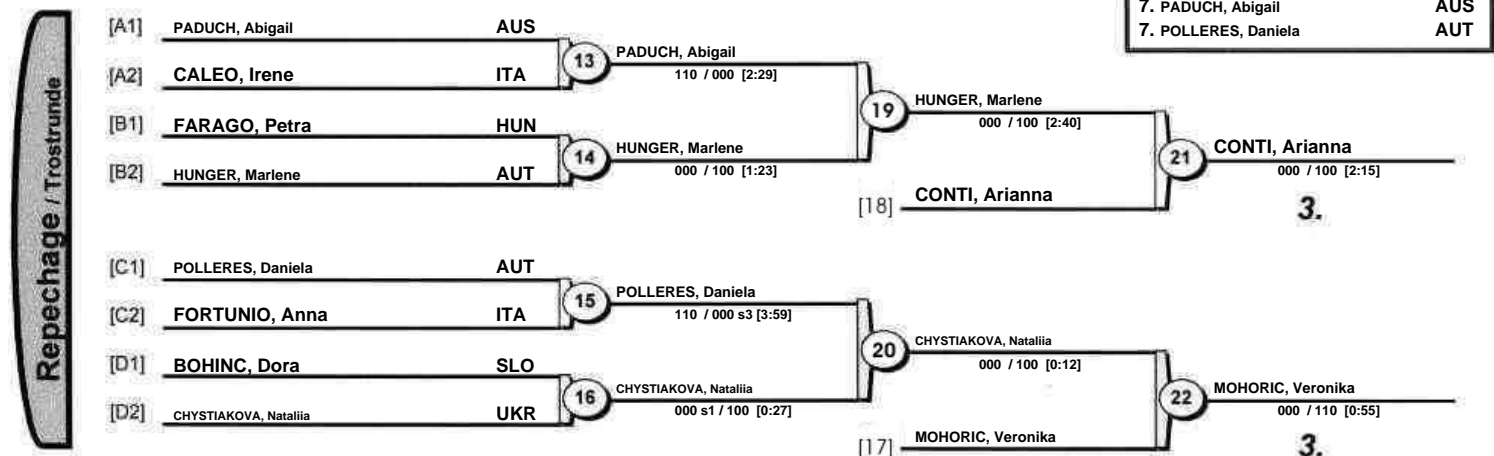 7. PADUCH, Abigail AUS
7. POLLERES, Daniela AUT
Repechage / Trostrunde
[A1] PADUCH, Abigail AUS
13 PADUCH, Abigail
110 / 000 [2:29]
[A2] CALEO, Irene ITA
19 HUNGER, Marlene
000 / 100 [2:40]
[B1] FARAGO, Petra HUN
14 HUNGER, Marlene
000 / 100 [1:23]
21 CONTI, Arianna
000 / 100 [2:15]
[B2] HUNGER, Marlene AUT
[18] CONTI, Arianna
3.
[C1] POLLERES, Daniela AUT
15 POLLERES, Daniela
110 / 000 s3 [3:59]
[C2] FORTUNIO, Anna ITA
20 CHYSTIAKOVA, Nataliia
000 / 100 [0:12]
[D1] BOHINC, Dora SLO
16 CHYSTIAKOVA, Nataliia
000 s1 / 100 [0:27]
22 MOHORIC, Veronika
000 / 110 [0:55]
[D2] CHYSTIAKOVA, Nataliia UKR
[17] MOHORIC, Veronika
3.